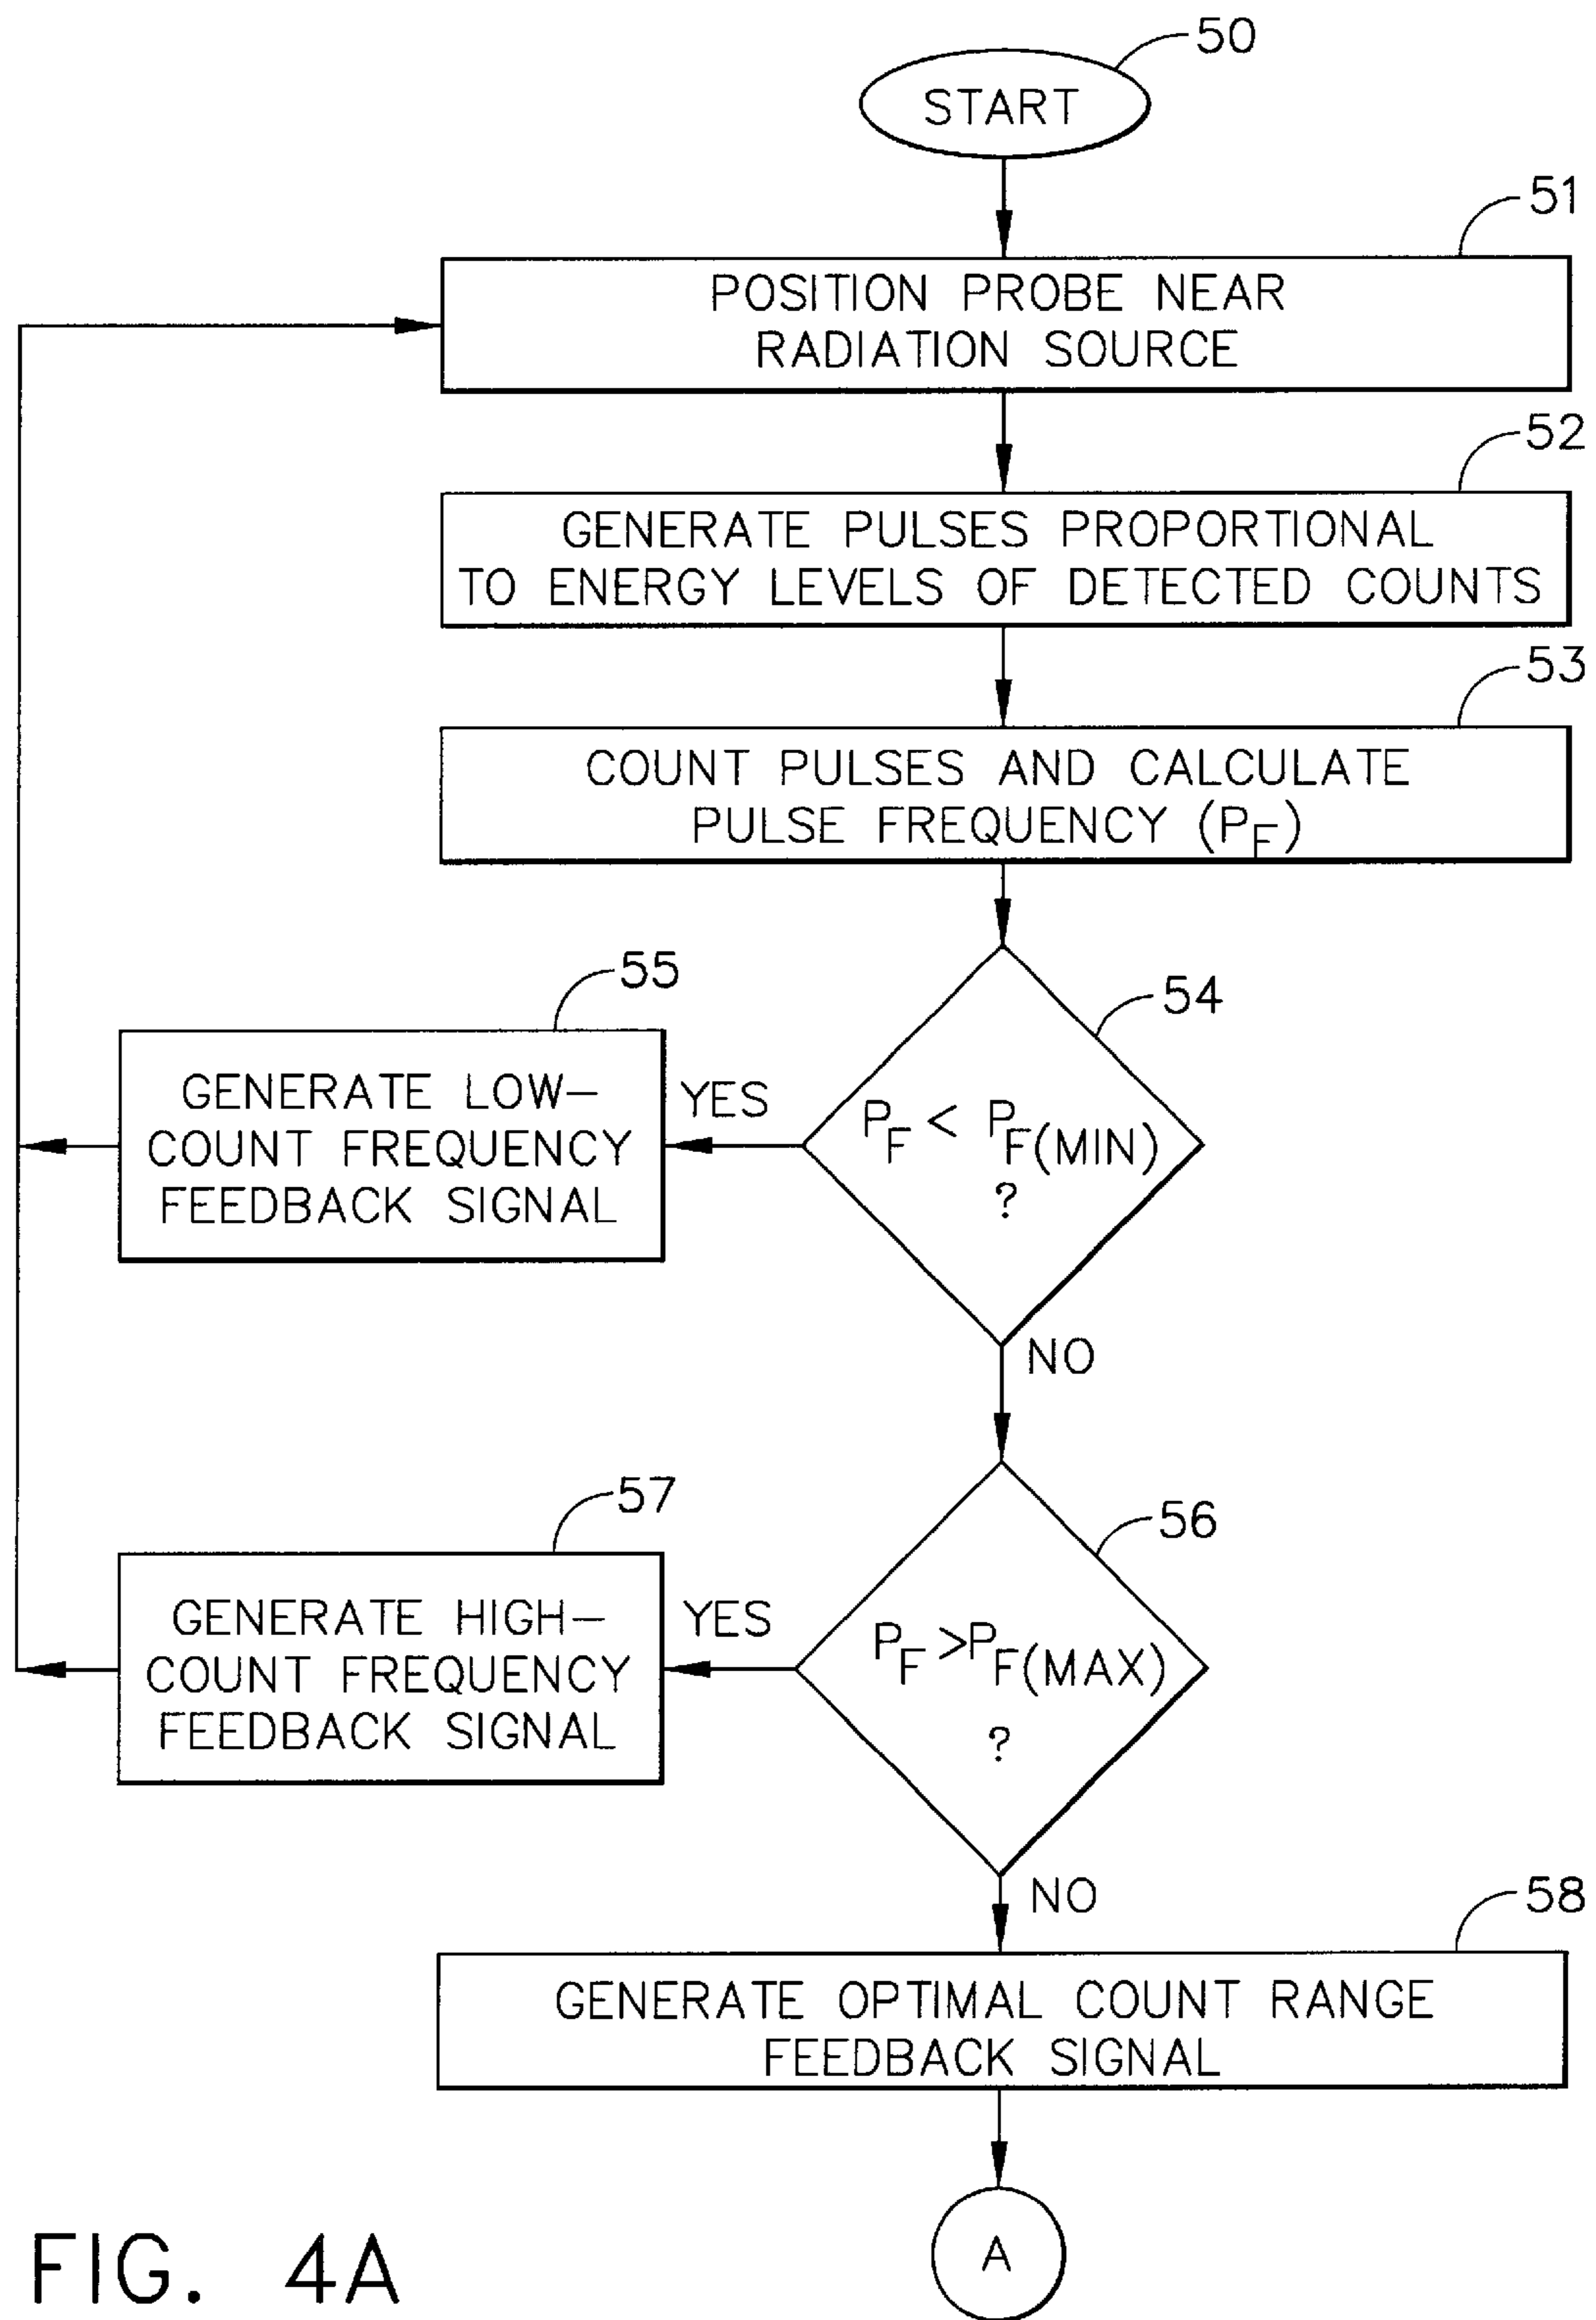 50
START
51
POSITION PROBE NEAR
RADIATION SOURCE
52
GENERATE PULSES PROPORTIONAL
TO ENERGY LEVELS OF DETECTED COUNTS
53
COUNT PULSES AND CALCULATE
PULSE FREQUENCY (PF)
54
PF < PF(MIN)
?
YES
55
GENERATE LOW—
COUNT FREQUENCY
FEEDBACK SIGNAL
NO
56
PF >PF(MAX)
?
YES
57
GENERATE HIGH—
COUNT FREQUENCY
FEEDBACK SIGNAL
NO
58
GENERATE OPTIMAL COUNT RANGE
FEEDBACK SIGNAL
A
FIG. 4A